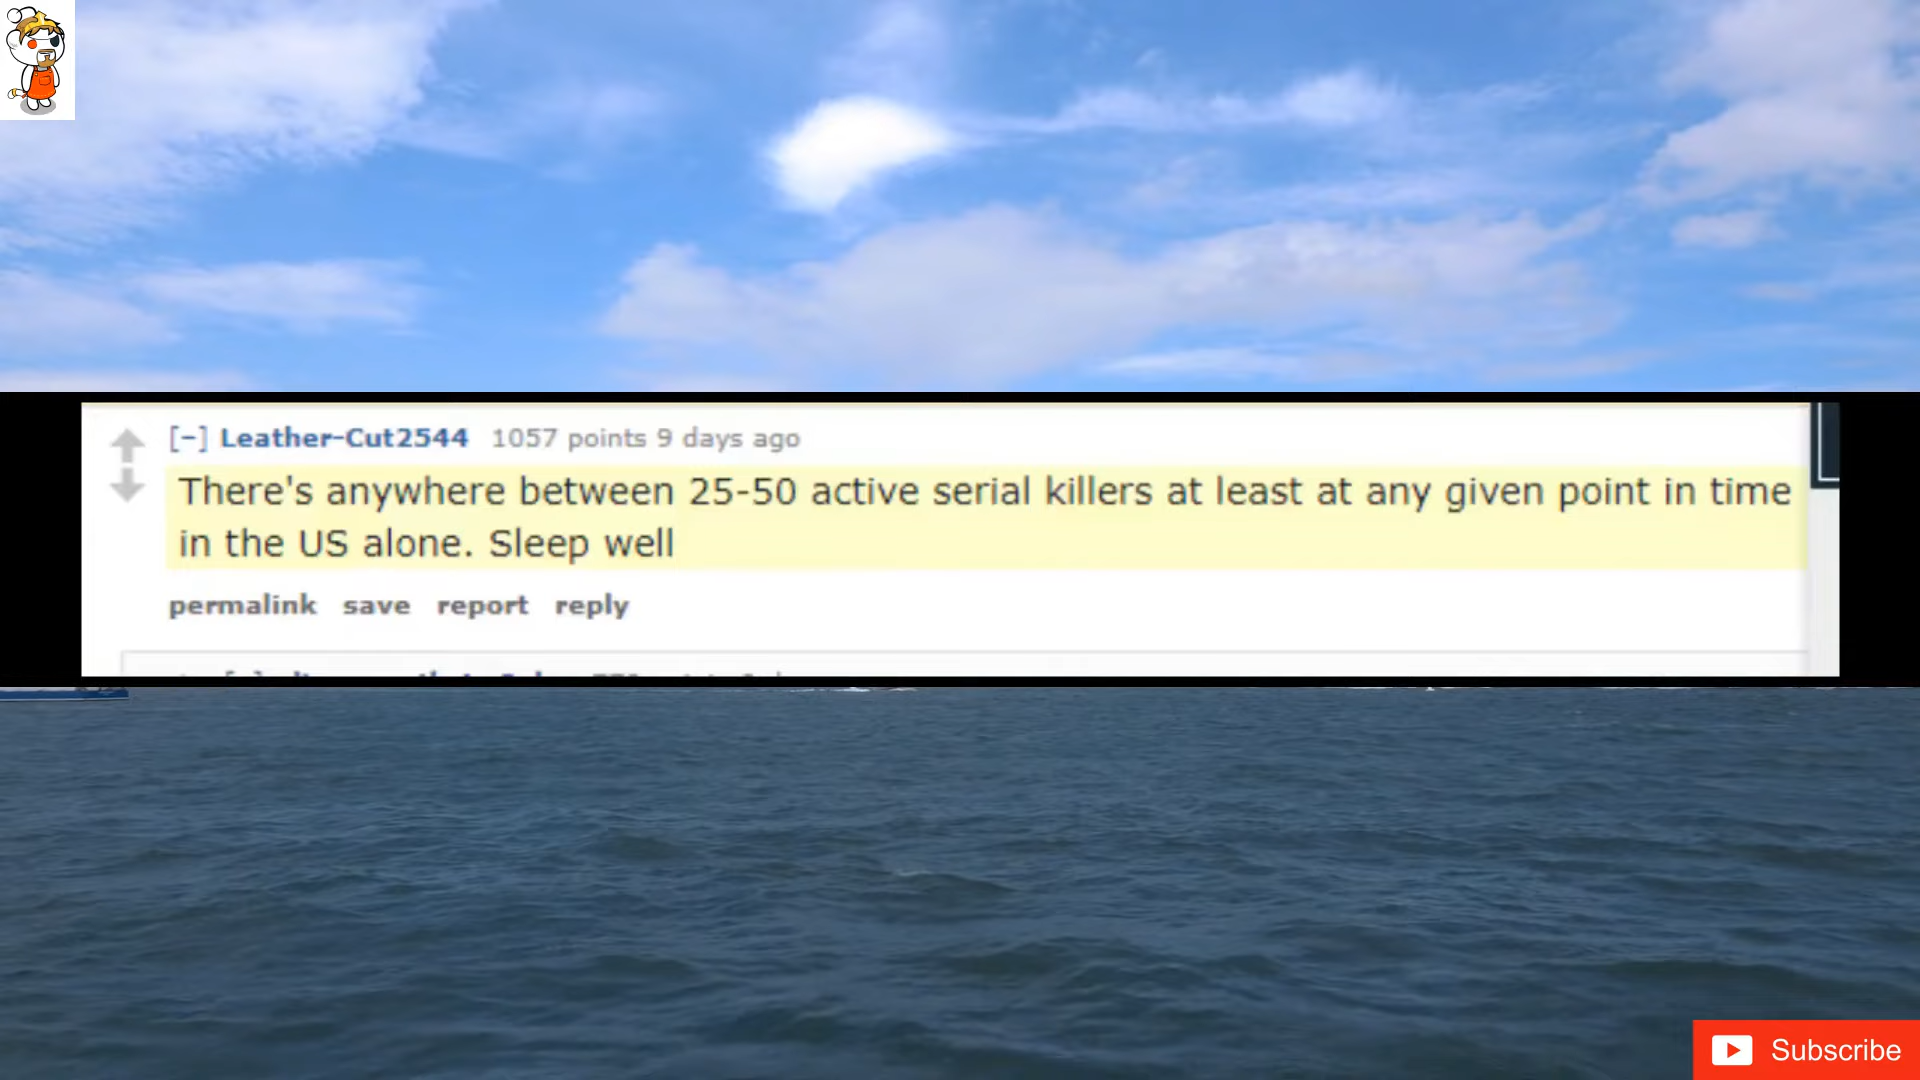 [-] Leather-Cut2544 1057 points 9 days ago
There's anywhere between 25-50 active serial killers at least at any given point in time
in the US alone. Sleep well
permalink save report reply
Subscribe